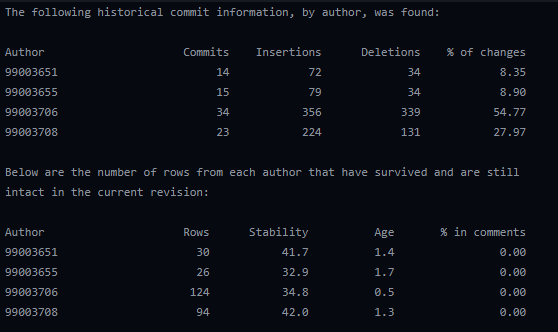 The following historical commit information, by author, was found:
Author Commits Insertions Deletions % of changes
99003651 14 72 34 8.35
99003655 15 79 34 8.90
99003706 34 356 339 54.77
99003708 23 224 131 27.97
Below are the number of rows from each author that have survived and are still
intact in the current revision:
Author Rows Stability Age % in comments
99003651 30 41.7 1.4 0.00
99003655 26 32.9 1.7 0.00
99003706 124 34.8 0.5 0.00
99003708 94 42.0 1.3 0.00